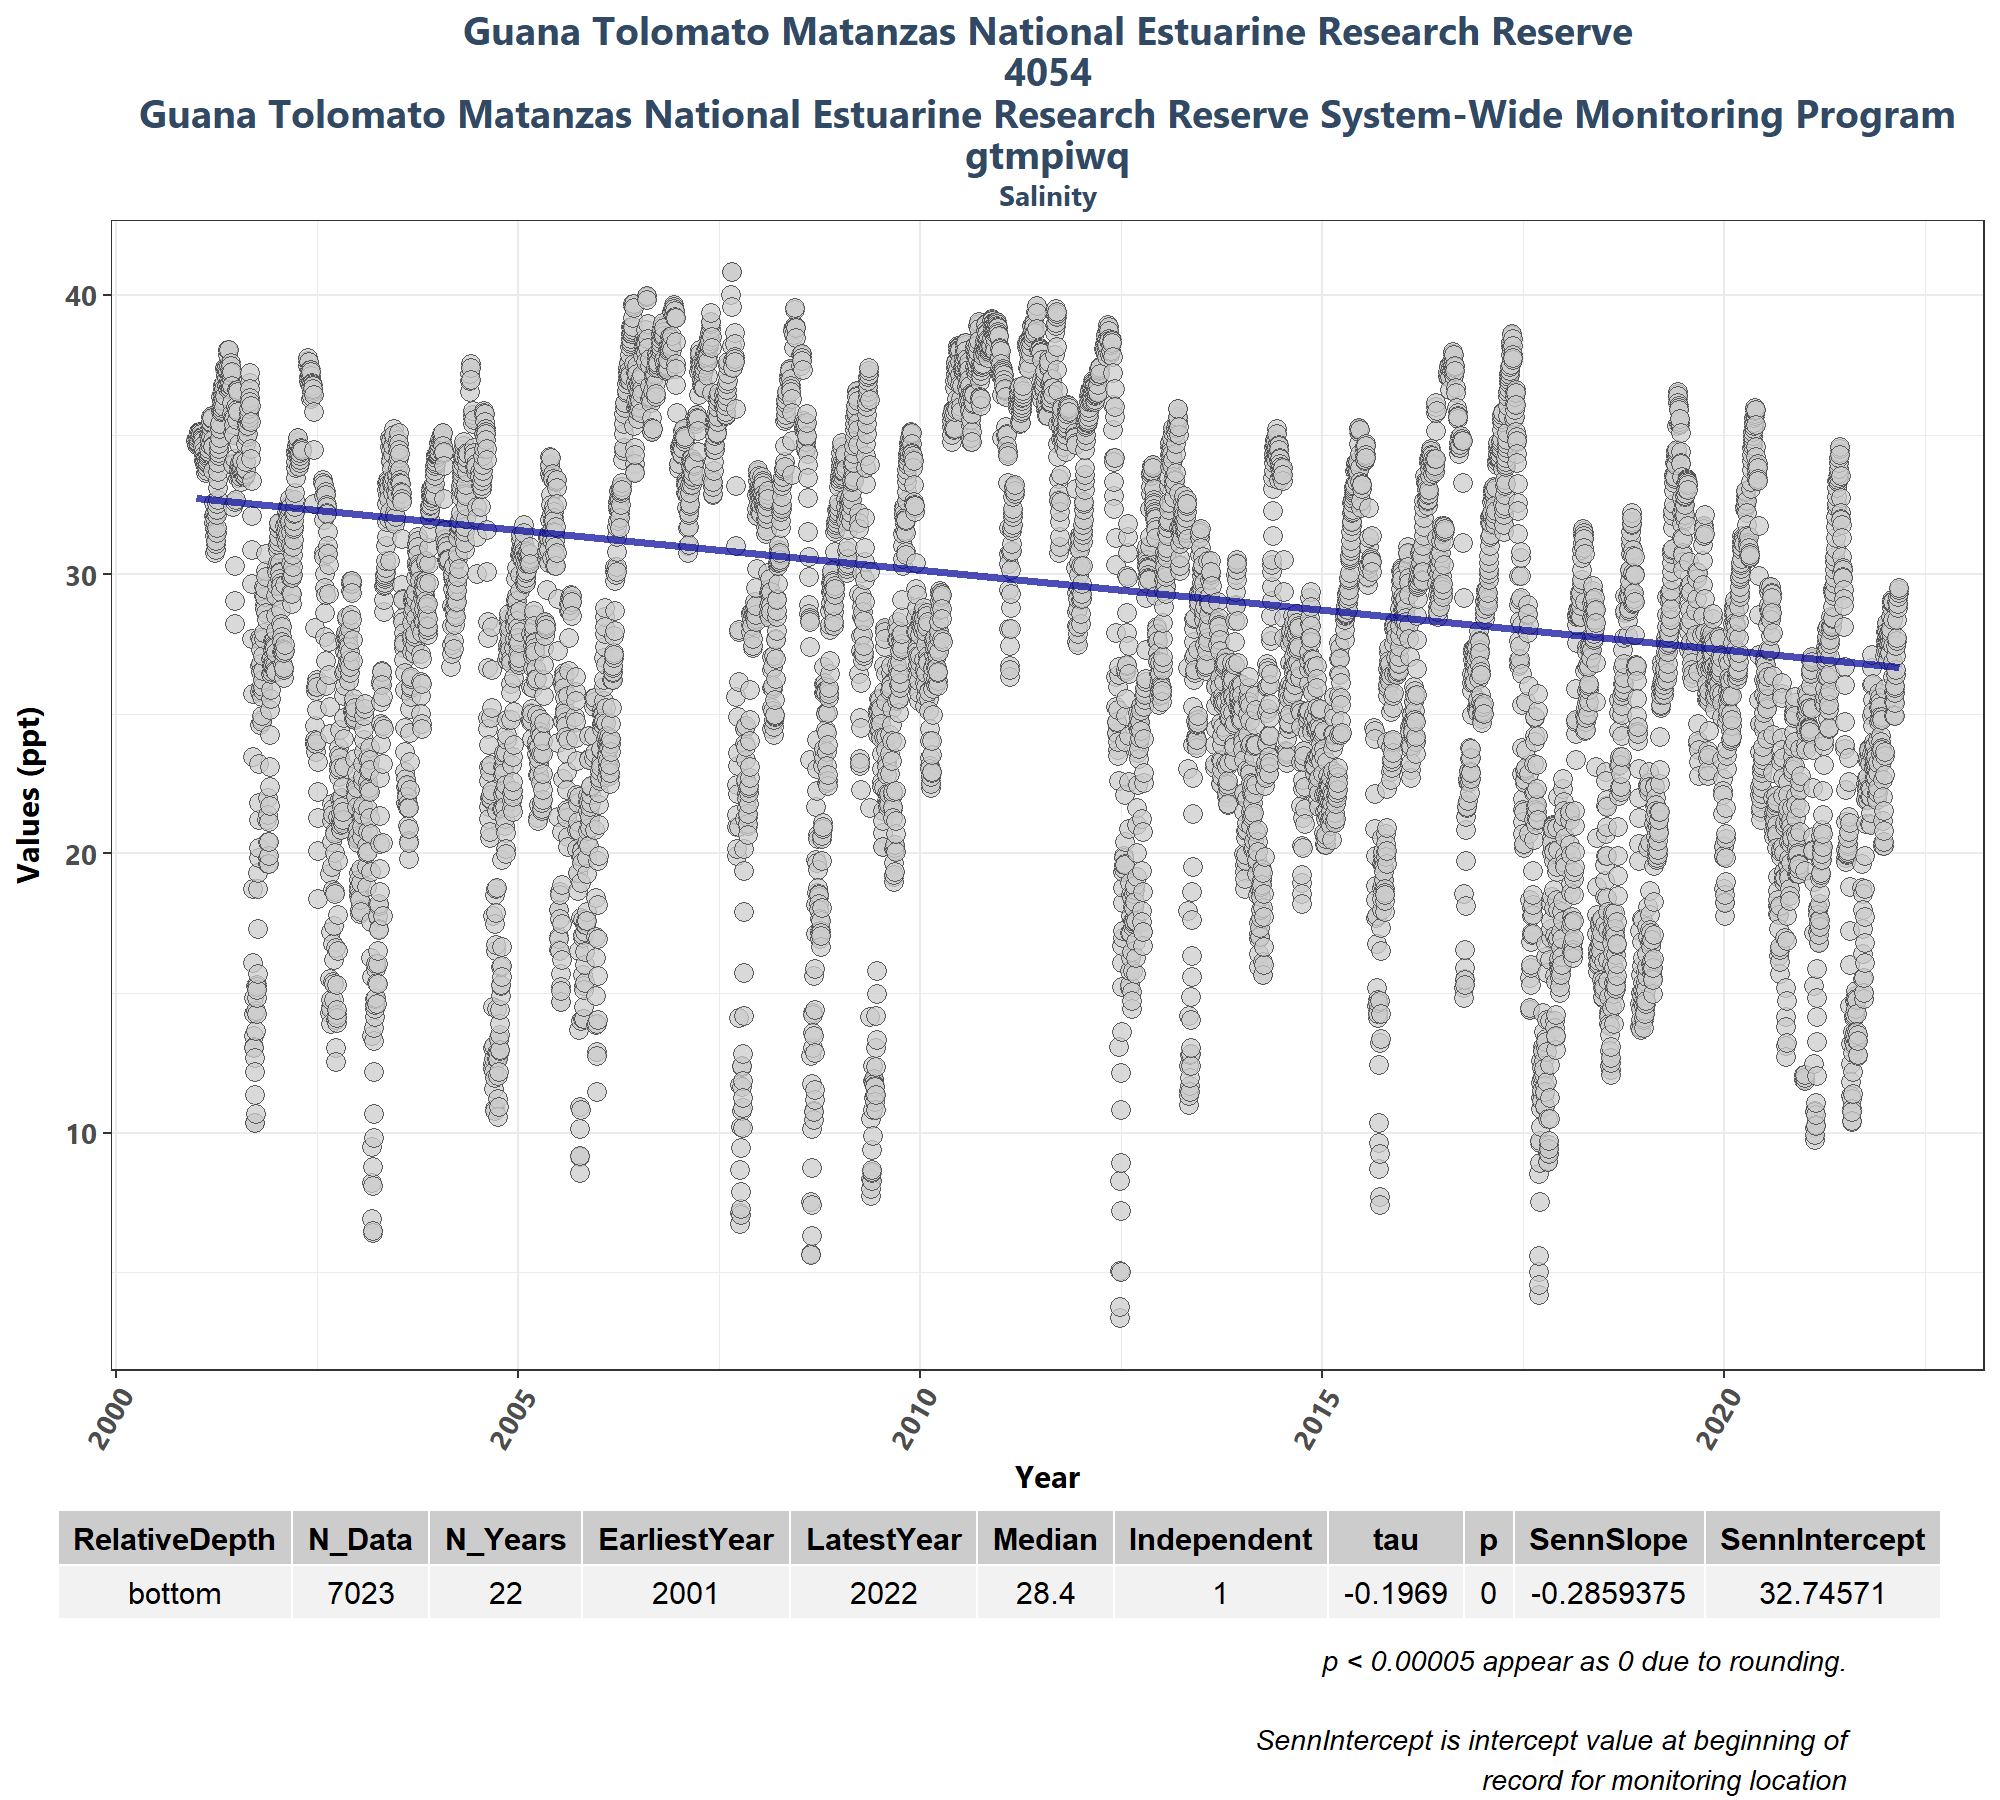 Guana Tolomato Matanzas National Estuarine Research Reserve
4054
Guana Tolomato Matanzas National Estuarine Research Reserve System-Wide Monitoring Program
gtmpiwq
Salinity
40
30
20
10
Values (ppt)
2000 2005 2010 2015 2020
Year
RelativeDepth N_Data N_Years EarliestYear LatestYear Median Independent tau p SennSlope SennIntercept
bottom 7023 22 2001 2022 28.4 1 -0.1969 0 -0.2859375 32.74571
p < 0.00005 appear as 0 due to rounding.
SennIntercept is intercept value at beginning of
record for monitoring location